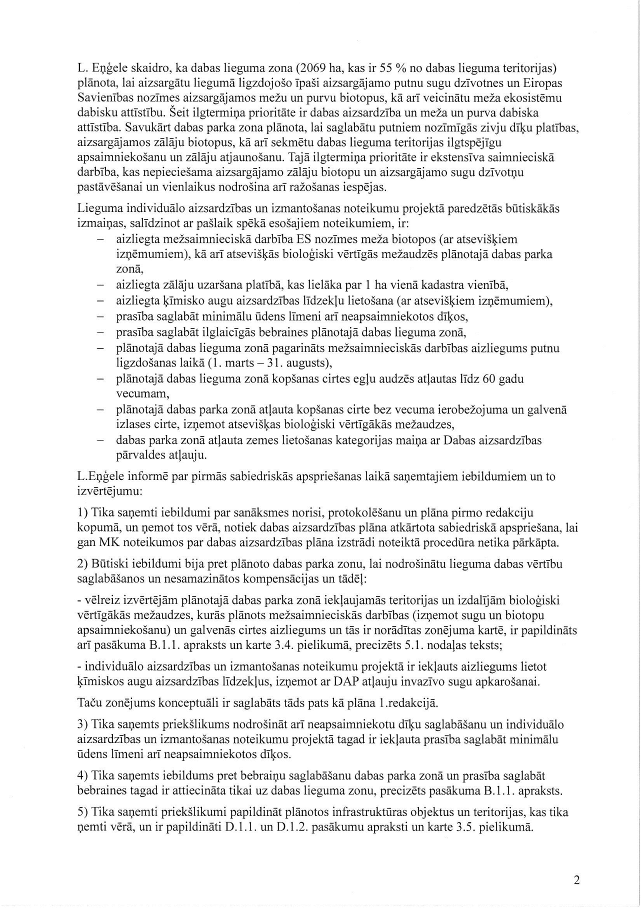 L. Eņģele skaidro, ka dabas lieguma zona (2069 ha, kas ir 55 % no dabas lieguma teritorijas)
plānota, lai aizsargātu liegumā ligzdojošo īpaši aizsargājamo putnu sugu dzīvotnes un Eiropas
Savienības nozīmes aizsargājamos mežu un purvu biotopus, kā arī veicinātu meža ekosistēmu
dabisku attīstību. Šeit ilgtermiņa prioritāte ir dabas aizsardzība un meža un purva dabiska
attīstība. Savukārt dabas parka zona plānota, lai saglabātu putniem nozīmīgās zivju dīķu platības,
aizsargājamos zālāju biotopus, kā arī sekmētu dabas lieguma teritorijas ilgtspējīgu
apsaimniekošanu un zālāju atjaunošanu. Tajā ilgtermiņa prioritāte ir ekstensīva saimnieciskā
darbība, kas nepieciešama aizsargājamo zālāju biotopu un aizsargājamo sugu dzīvotņu
pastāvēšanai un vienlaikus nodrošina arī ražošanas iespējas.
Lieguma individuālo aizsardzības un izmantošanas noteikumu projektā paredzētās būtiskākās
izmaiņas, salīdzinot ar pašlaik spēkā esošajiem noteikumiem, ir:
– aizliegta mežsaimnieciskā darbība ES nozīmes meža biotopos (ar atsevišķiem
izņēmumiem), kā arī atsevišķās bioloģiski vērtīgās mežaudzēs plānotajā dabas parka
zonā,
– aizliegta zālāju uzaršana platībā, kas lielāka par 1 ha vienā kadastra vienībā,
– aizliegta ķīmisko augu aizsardzības līdzekļu lietošana (ar atsevišķiem izņēmumiem),
– prasība saglabāt minimālu ūdens līmeni arī neapsaimniekotos dīķos,
– prasība saglabāt ilglaicīgās bebraines plānotajā dabas lieguma zonā,
– plānotajā dabas lieguma zonā pagarināts mežsaimnieciskās darbības aizliegums putnu
ligzdošanas laikā (1. marts – 31. augusts),
– plānotajā dabas lieguma zonā kopšanas cirtes egļu audzēs atļautas līdz 60 gadu
vecumam,
– plānotajā dabas parka zonā atļauta kopšanas cirte bez vecuma ierobežojuma un galvenā
izlases cirte, izņemot atsevišķas bioloģiski vērtīgākās mežaudzes,
– dabas parka zonā atļauta zemes lietošanas kategorijas maiņa ar Dabas aizsardzības
pārvaldes atļauju.
L.Eņģele informē par pirmās sabiedriskās apspriešanas laikā saņemtajiem iebildumiem un to
izvērtējumu:
1) Tika saņemti iebildumi par sanāksmes norisi, protokolēšanu un plāna pirmo redakciju
kopumā, un ņemot tos vērā, notiek dabas aizsardzības plāna atkārtota sabiedriskā apspriešana, lai
gan MK noteikumos par dabas aizsardzības plāna izstrādi noteiktā procedūra netika pārkāpta.
2) Būtiski iebildumi bija pret plānoto dabas parka zonu, lai nodrošinātu lieguma dabas vērtību
saglabāšanos un nesamazinātos kompensācijas un tādēļ:
- vēlreiz izvērtējām plānotajā dabas parka zonā iekļaujamās teritorijas un izdalījām bioloģiski
vērtīgākās mežaudzes, kurās plānots mežsaimnieciskās darbības (izņemot sugu un biotopu
apsaimniekošanu) un galvenās cirtes aizliegums un tās ir norādītas zonējuma kartē, ir papildināts
arī pasākuma B.1.1. apraksts un karte 3.4. pielikumā, precizēts 5.1. nodaļas teksts;
- individuālo aizsardzības un izmantošanas noteikumu projektā ir iekļauts aizliegums lietot
ķīmiskos augu aizsardzības līdzekļus, izņemot ar DAP atļauju invazīvo sugu apkarošanai.
Taču zonējums konceptuāli ir saglabāts tāds pats kā plāna 1.redakcijā.
3) Tika saņemts priekšlikums nodrošināt arī neapsaimniekotu dīķu saglabāšanu un individuālo
aizsardzības un izmantošanas noteikumu projektā tagad ir iekļauta prasība saglabāt minimālu
ūdens līmeni arī neapsaimniekotos dīķos.
4) Tika saņemts iebildums pret bebraiņu saglabāšanu dabas parka zonā un prasība saglabāt
bebraines tagad ir attiecināta tikai uz dabas lieguma zonu, precizēts pasākuma B.1.1. apraksts.
5) Tika saņemti priekšlikumi papildināt plānotos infrastruktūras objektus un teritorijas, kas tika
ņemti vērā, un ir papildināti D.1.1. un D.1.2. pasākumu apraksti un karte 3.5. pielikumā.
2